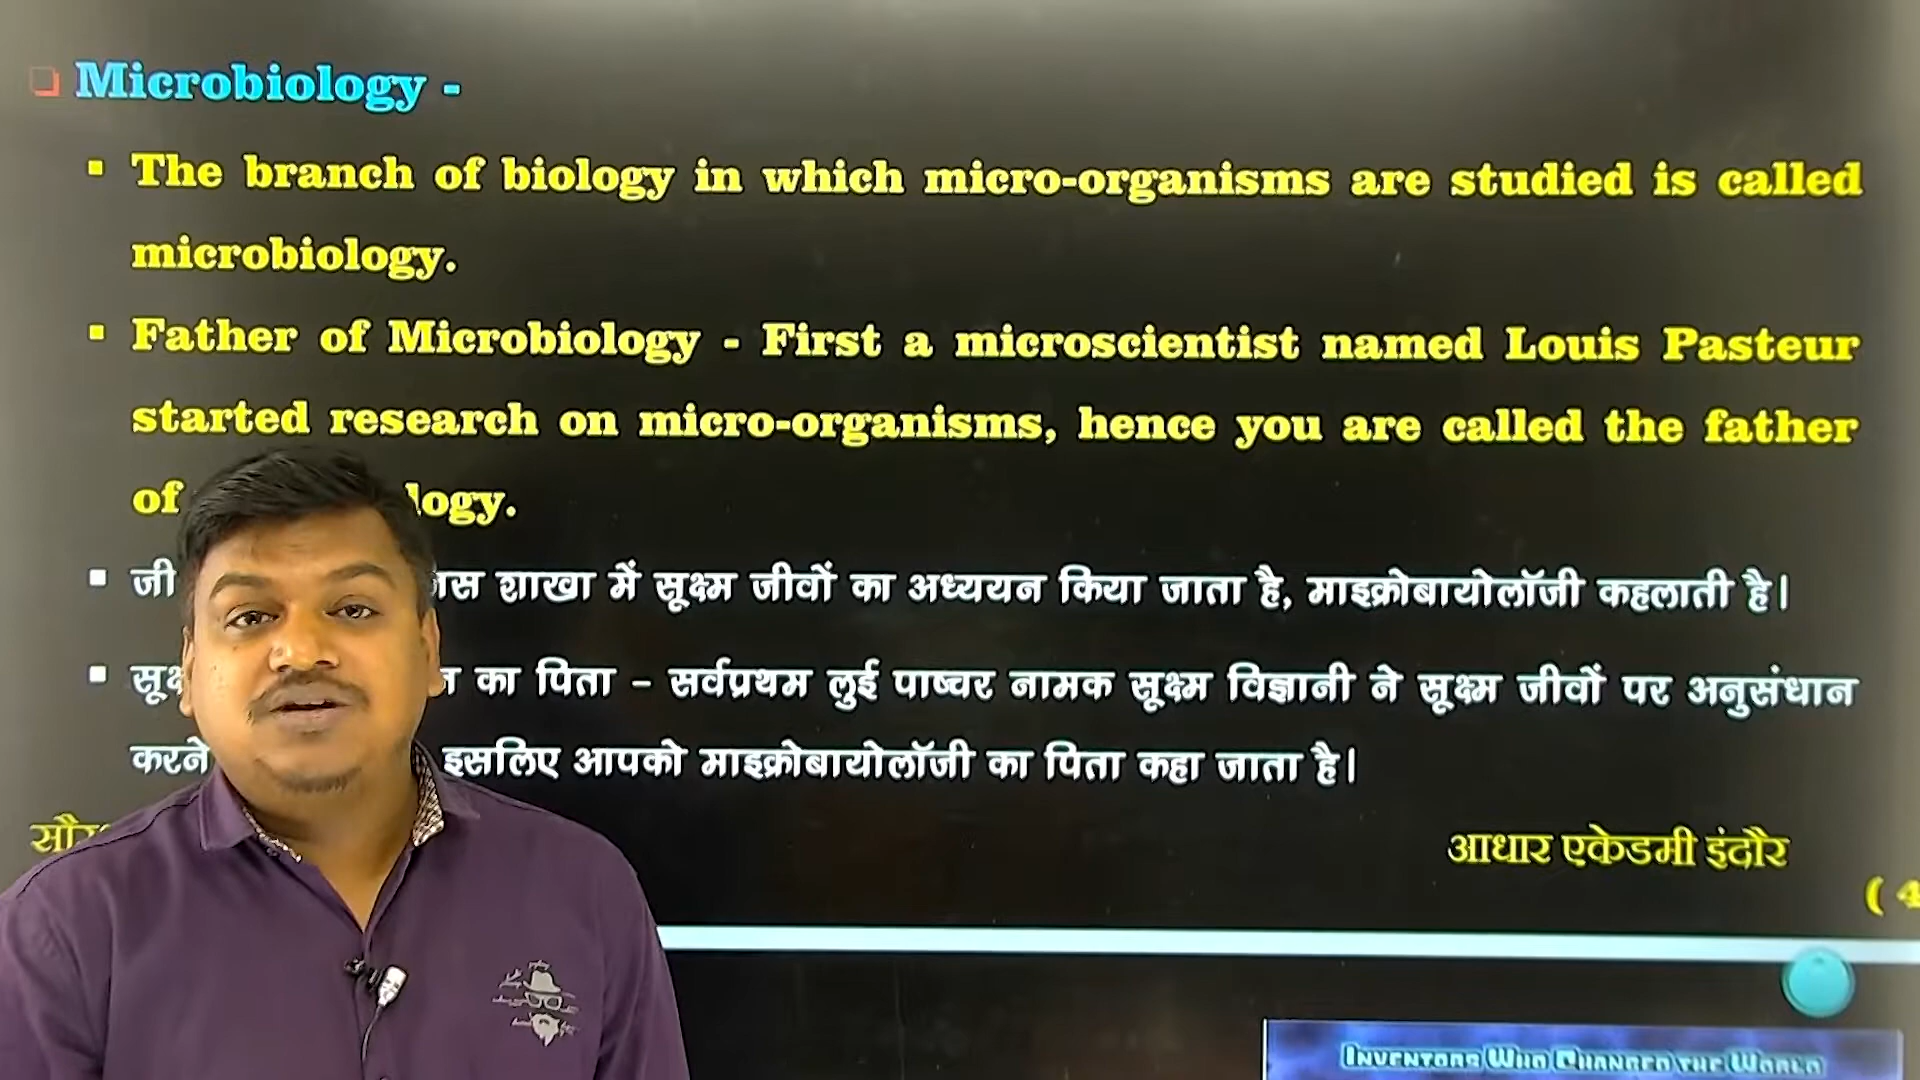 Microbiology -
The branch of biology in which micro-organisms are studied is called
microbiology.
Father of Microbiology - First a microscientist named Louis Pasteur
started research on micro-organisms, hence you are called the father
of logy.
शाखा में सूक्ष्म जीवों का अध्ययन किया जाता है, माइक्रोबायोलॉजी कहलाती है।
का पिता – सर्वप्रथम लुई पाष्चर नामक सूक्ष्म विज्ञानी ने सूक्ष्म जीवों पर अनुसंधान
करने इसलिए आपको माइक्रोबायोलॉजी का पिता कहा जाता है।
आधार एकेडमी इंदौर
( 4
INVENTORS WHO CHANGED THE WORLD